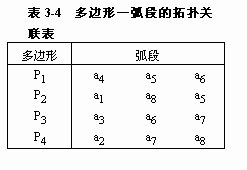 表 3-4 多边形—弧段的拓扑关
联表
多边形 弧段
P₁ a₄ a₅ a₆
P₂ a₁ a₈ a₅
P₃ a₃ a₆ a₇
P₄ a₂ a₇ a₈